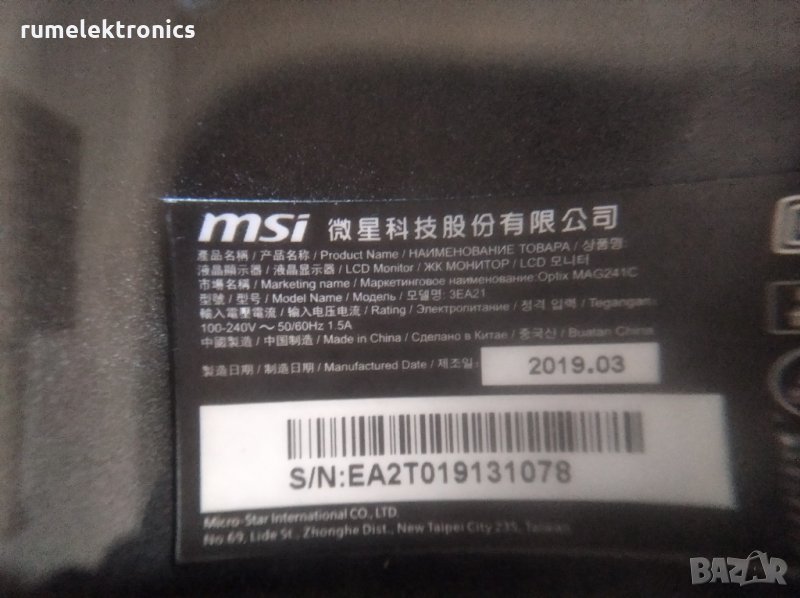 rumelektronics
msi 微星科技股份有限公司
產品名稱 / 产品名称 / Product Name / НАИМЕНОВАНИЕ ТОВАРА / 상품명:
液晶顯示器 / 液晶显示器 / LCD Monitor / ЖК МОНИТОР / LCD 모니터
市場名稱 / Marketing name / Маркетинговое наименование:Optix MAG241C
型號 / 型号 / Model Name / Модель / 모델명: 3EA21
輸入電壓電流 / 输入电压电流 / Rating / Электропитание / 정격 입력 / Tegangan:
100-240V ~ 50/60Hz 1.5A
中國製造 / 中国制造 / Made in China / Сделано в Китае / 중국산 / Buatan China
製造日期 / 制造日期 / Manufactured Date / 제조일: 2019.03
S/N:EA2T019131078
Micro-Star International CO., LTD.
No.69, Lide St., Zhonghe Dist., New Taipei City 235, Taiwan
BAZAR